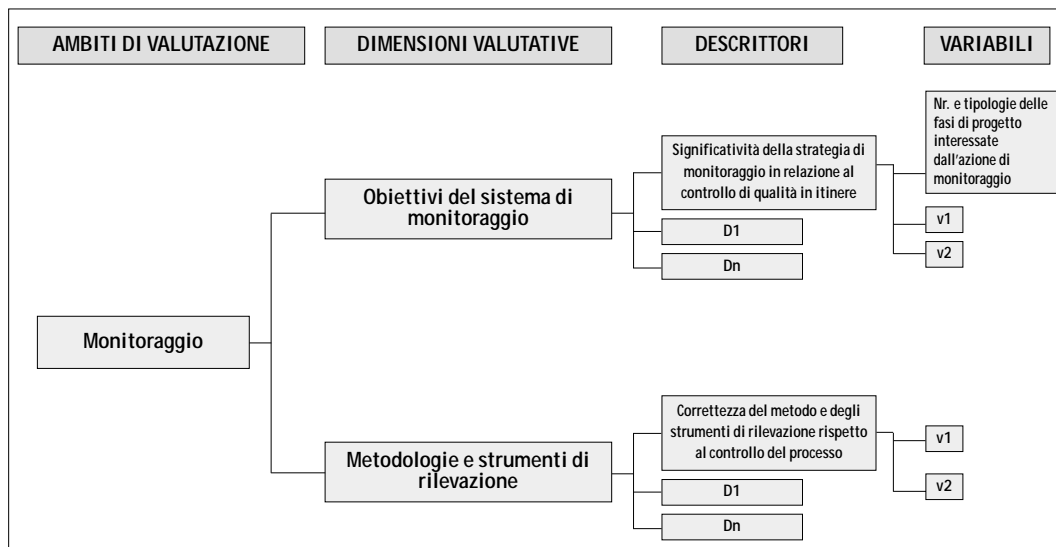 AMBITI DI VALUTAZIONE
DIMENSIONI VALUTATIVE
DESCRITTORI
VARIABILI
Monitoraggio
Obiettivi del sistema di
monitoraggio
Significatività della strategia di
monitoraggio in relazione al
controllo di qualità in itinere
D1
Dn
Nr. e tipologie delle
fasi di progetto
interessate
dall'azione di
monitoraggio
v1
v2
Metodologie e strumenti di
rilevazione
Correttezza del metodo e degli
strumenti di rilevazione rispetto
al controllo del processo
D1
Dn
v1
v2